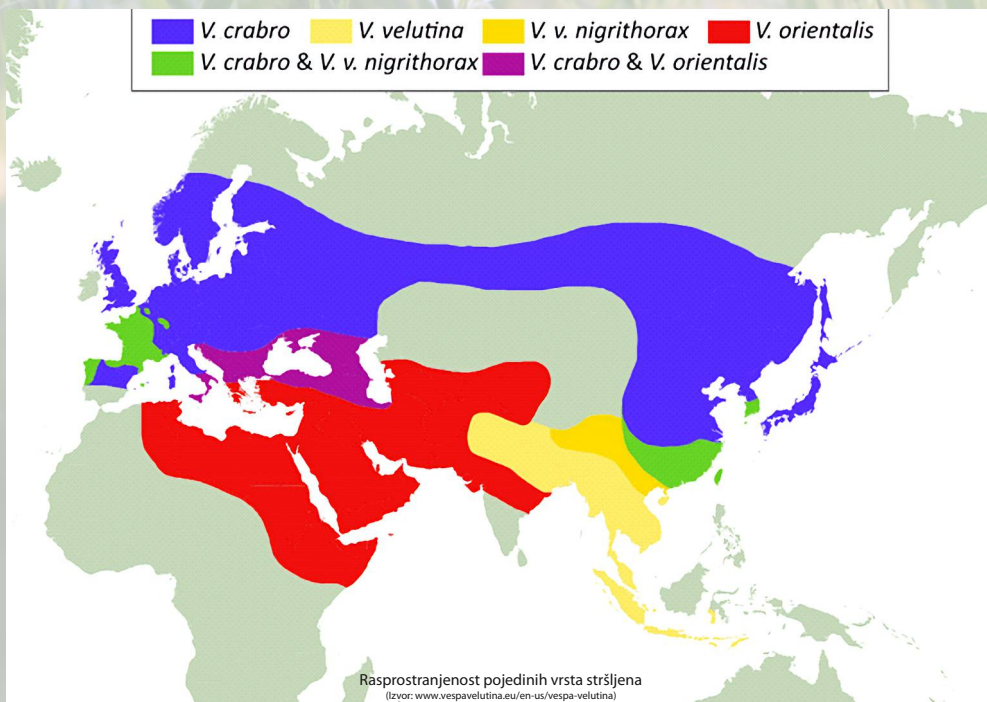 V. crabro V. velutina V. v. nigrithorax V. orientalis
V. crabro & V. v. nigrithorax V. crabro & V. orientalis
Rasprostranjenost pojedinih vrsta stršljena
(Izvor: www.vespavelutina.eu/en-us/vespa-velutina)